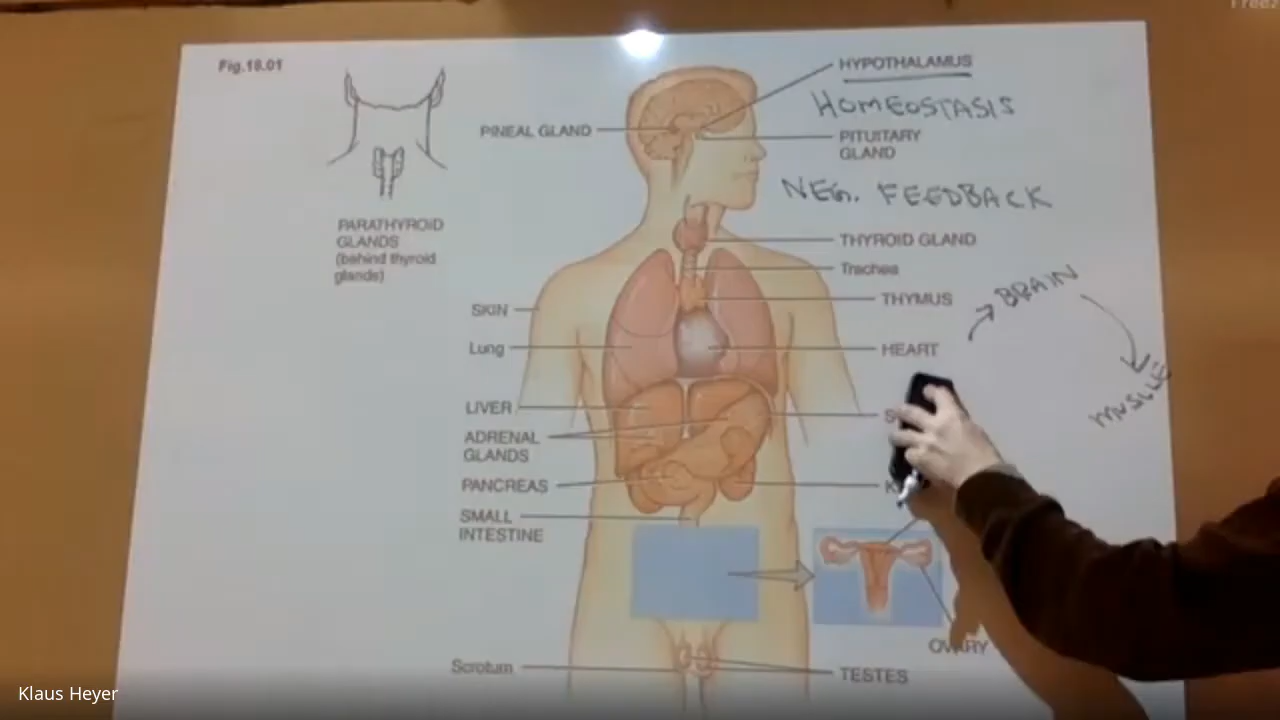 Freez
Fig.18.01
HYPOTHALAMUS
HOMEOSTASIS
PINEAL GLAND
PITUITARY
GLAND
NEG. FEEDBACK
PARATHYROID
GLANDS
(behind thyroid
glands)
THYROID GLAND
Trachea
BRAIN
THYMUS
SKIN
Lung
HEART
MUSCLE
LIVER
ADRENAL
GLANDS
PANCREAS
SMALL
INTESTINE
OVARY
Scrotum
TESTES
Klaus Heyer